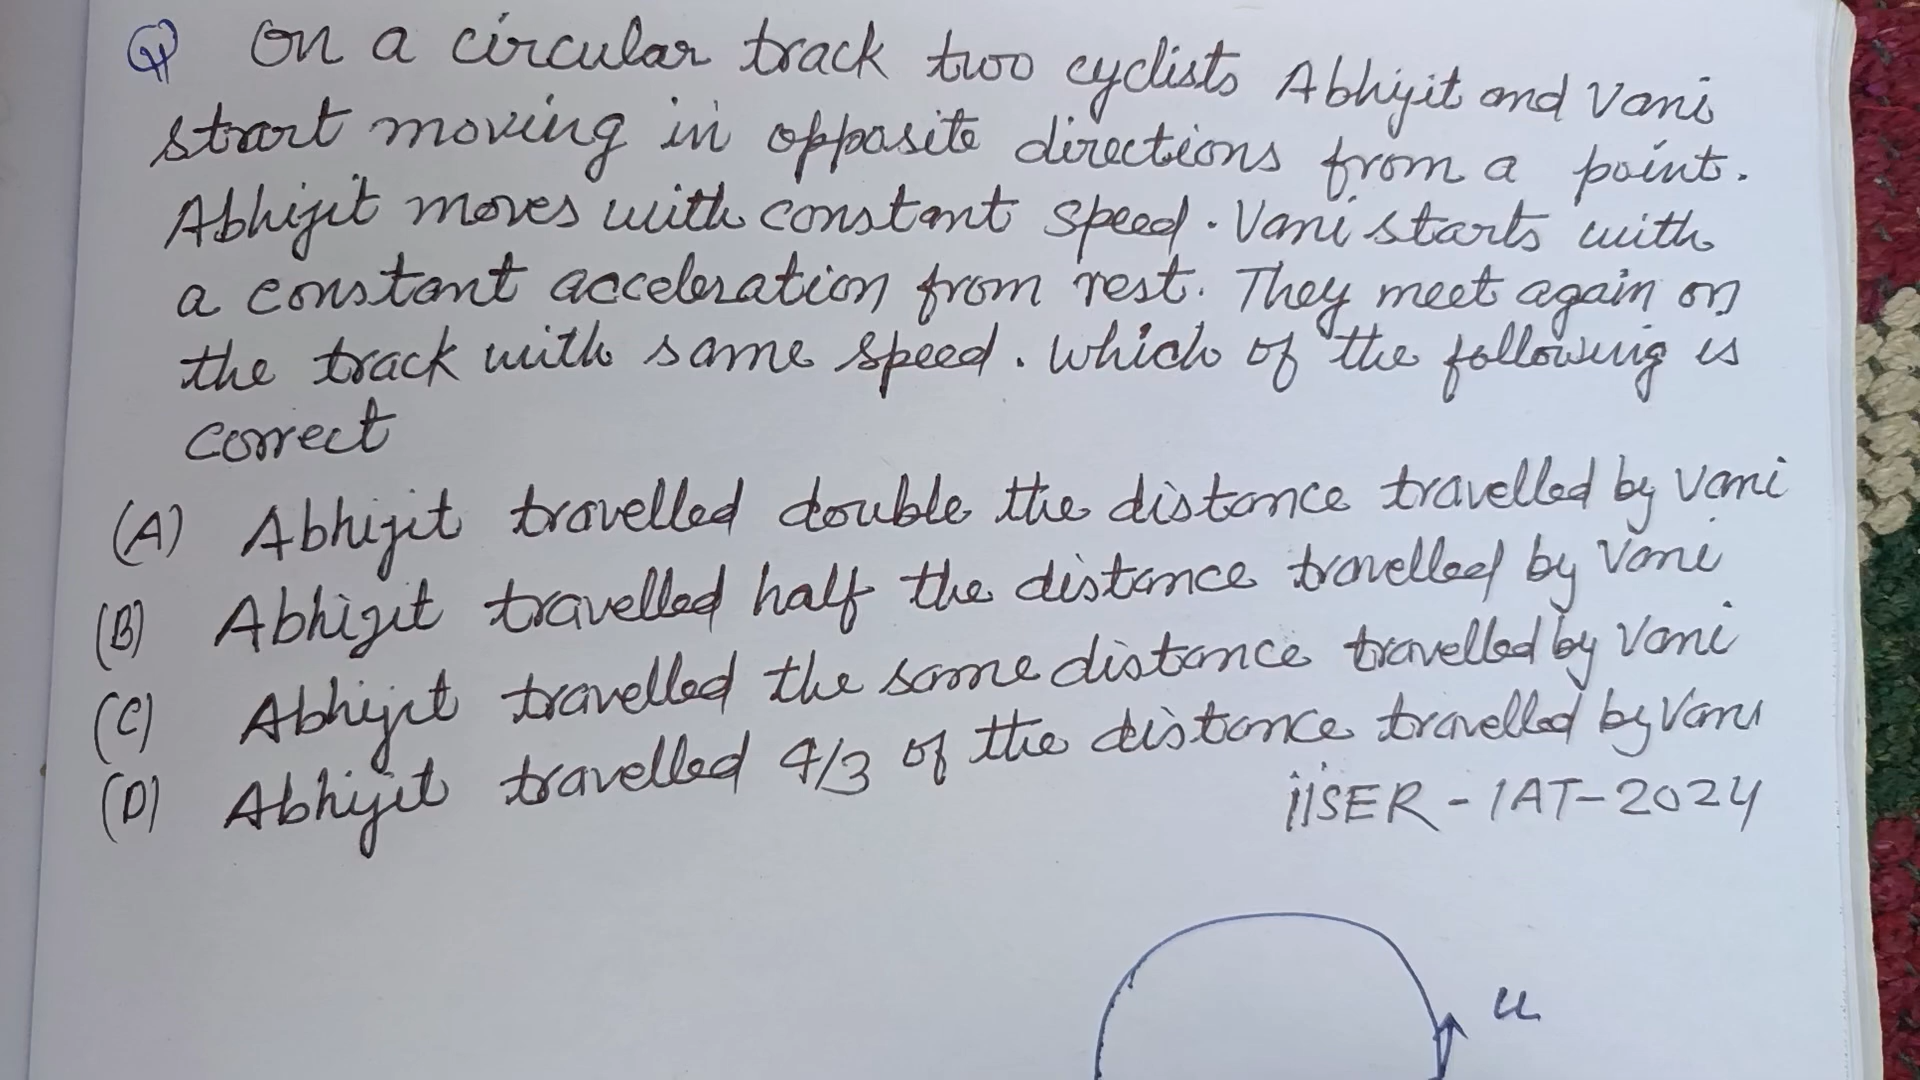 Q on a circular track two cyclists Abhijit and Vani
start moving in opposite directions from a point.
Abhijit moves with constant speed. Vani starts with
a constant acceleration from rest. They meet again on
the track with same speed. which of the following is
correct
(A) Abhijit travelled double the distance travelled by Vani
(B) Abhijit travelled half the distance travelled by Vani
(C) Abhijit travelled the same distance travelled by Vani
(D) Abhijit travelled 4/3 of the distance travelled by Vani
IISER - IAT - 2024
u